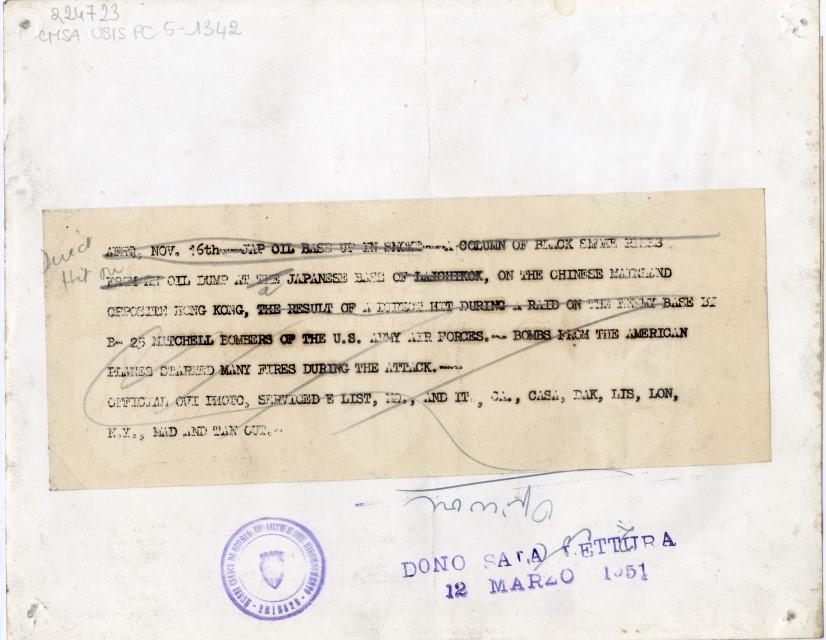 224723
CMSA-USIS PC 5-1342
NOV. 16th---JAP OIL BASE UP IN SMOKE---A COLUMN OF BLACK SMOKE RISES
Direct
Hit on
FROM AN OIL DUMP AT THE JAPANESE BASE OF LAICHIKOK, ON THE CHINESE MAINLAND
a
OPPOSITE HONG KONG, THE RESULT OF A DIRECT HIT DURING A RAID ON THE ENEMY BASE BY
B- 25 MITCHELL BOMBERS OF THE U.S. ARMY AIR FORCES.-- BOMBS FROM THE AMERICAN
PLANES STARTED MANY FIRES DURING THE ATTACK.----
OFFICIAL OWI PHOTO, SERVICED E LIST, AND IT., CASA, DAK, LIS, LON,
N.Y., MAD AND TAN OUT.-
DONO SALA LETTURA
12 MARZO 1951